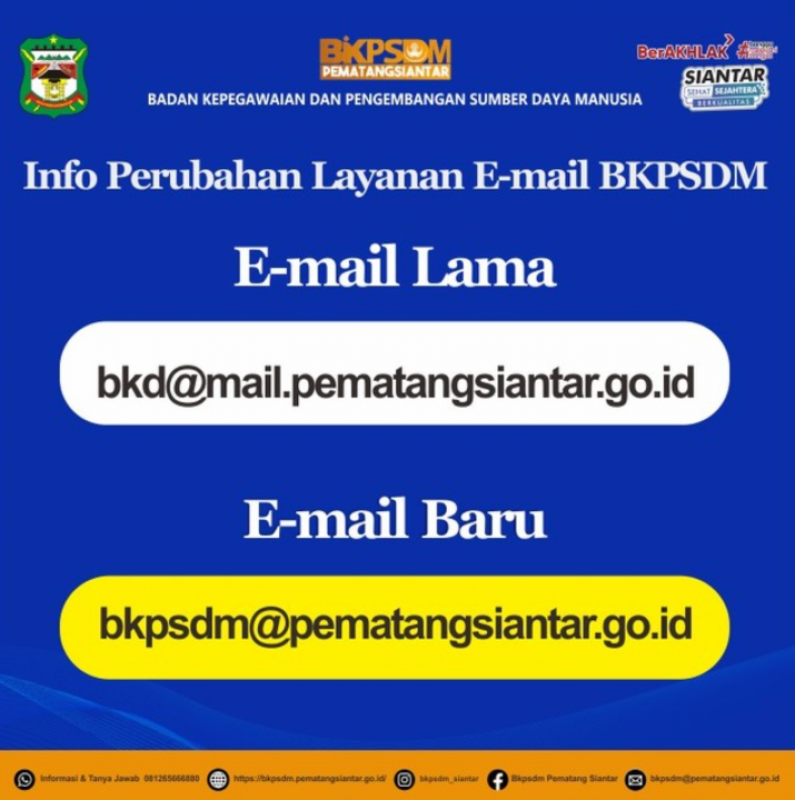 BKPSDM
PEMATANGSIANTAR
BerAKHLAK
SIANTAR
SEHAT SEJAHTERA
BERKUALITAS
BADAN KEPEGAWAIAN DAN PENGEMBANGAN SUMBER DAYA MANUSIA
Info Perubahan Layanan E-mail BKPSDM
E-mail Lama
bkd@mail.pematangsiantar.go.id
E-mail Baru
bkpsdm@pematangsiantar.go.id
Informasi & Tanya Jawab 081265666880 https://bkpsdm.pematangsiantar.go.id/ bkpsdm_siantar Bkpsdm Pematang Siantar bkpsdm@pematangsiantar.go.id